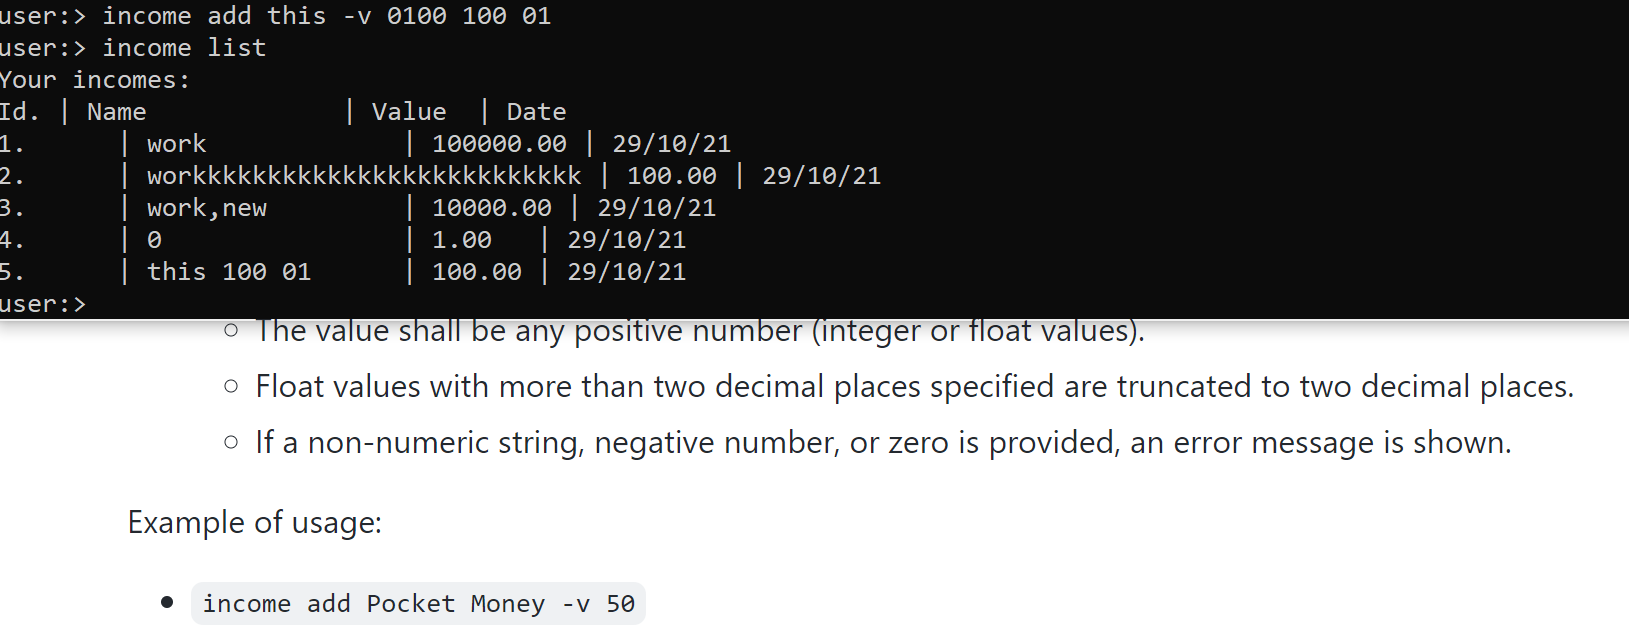 user:> income add this -v 0100 100 01
user:> income list
Your incomes:
Id. | Name | Value | Date
1. | work | 100000.00 | 29/10/21
2. | workkkkkkkkkkkkkkkkkkkkkkkkkk | 100.00 | 29/10/21
3. | work,new | 10000.00 | 29/10/21
4. | 0 | 1.00 | 29/10/21
5. | this 100 01 | 100.00 | 29/10/21
user:>
The value shall be any positive number (integer or float values).
Float values with more than two decimal places specified are truncated to two decimal places.
If a non-numeric string, negative number, or zero is provided, an error message is shown.
Example of usage:
income add Pocket Money -v 50